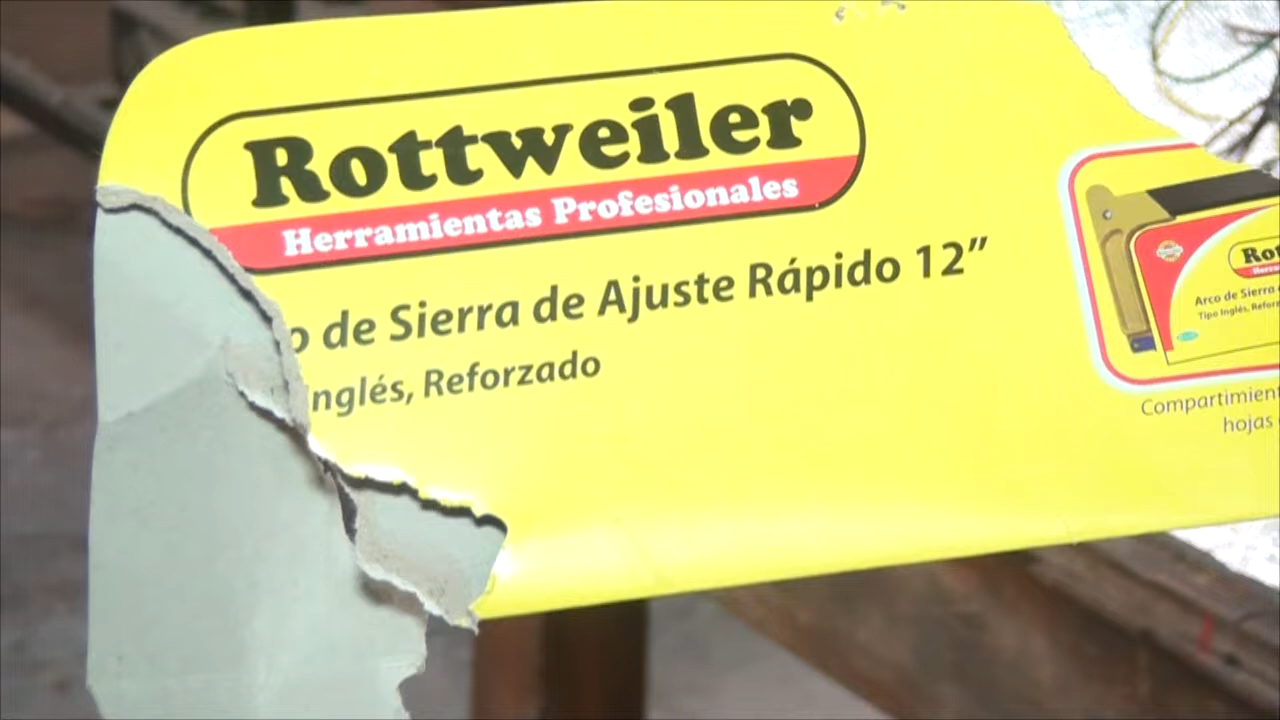 Rottweiler
Herramientas Profesionales
o de Sierra de Ajuste Rápido 12”
Inglés, Reforzado
Rot
Arco de Sierra
Tipo Inglés, Refor
Compartimien
hojas